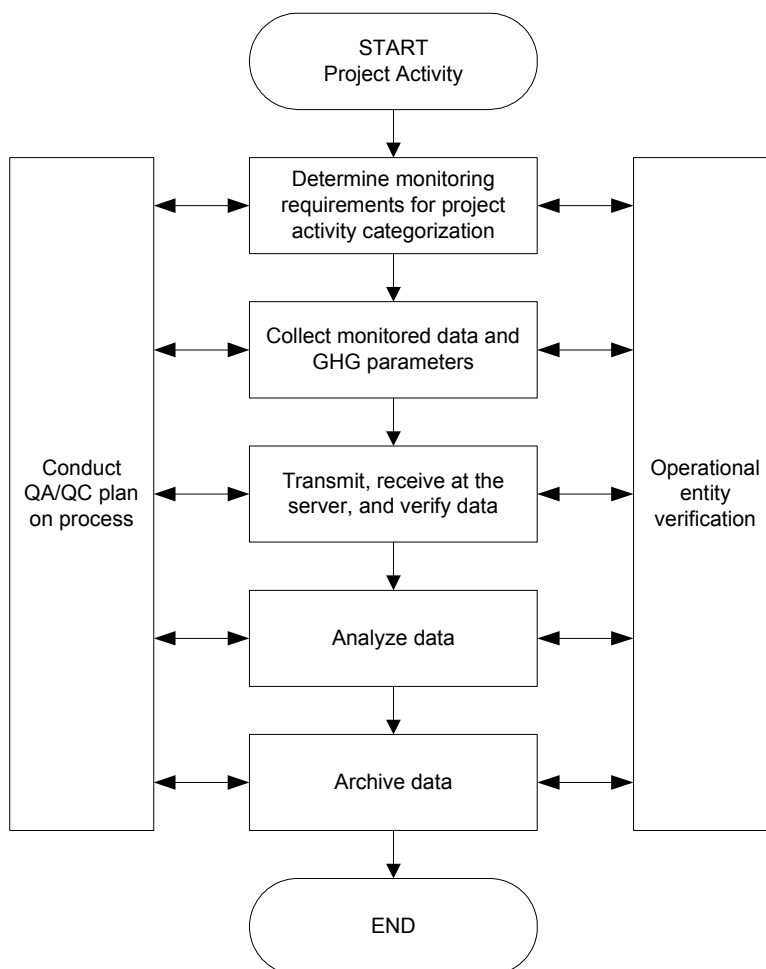 START
Project Activity
Determine monitoring
requirements for project
activity categorization
Collect monitored data and
GHG parameters
Conduct
QA/QC plan
on process
Transmit, receive at the
server, and verify data
Operational
entity
verification
Analyze data
Archive data
END